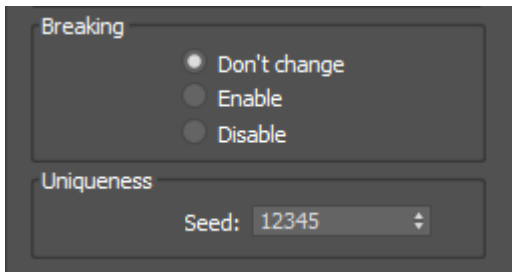 Breaking
Don't change
Enable
Disable
Uniqueness
Seed: 12345